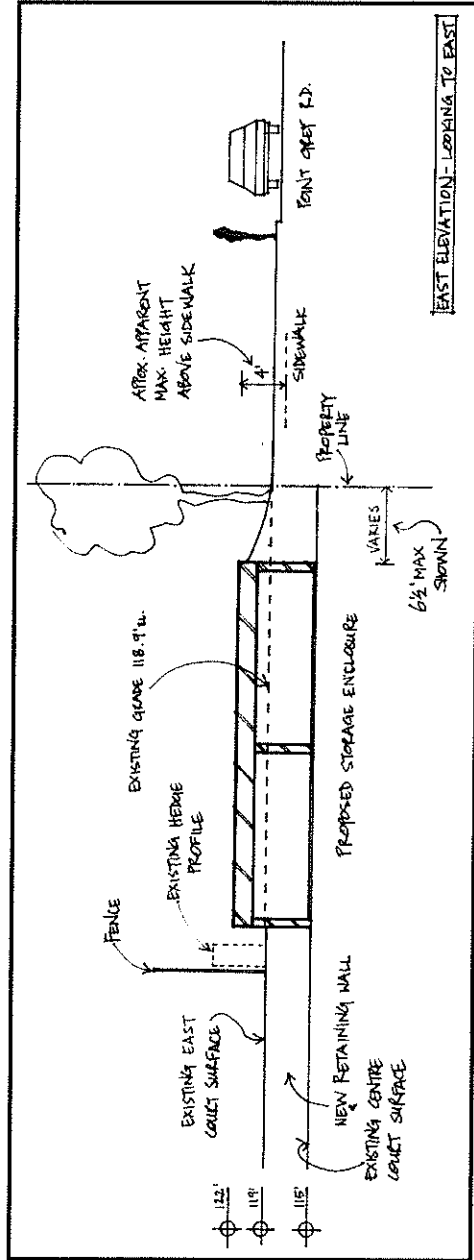 122'
119'
115'
FENCE
EXISTING HEDGE
PROFILE
EXISTING EAST
COURT SURFACE
NEW RETAINING WALL
EXISTING CENTRE
COURT SURFACE
EXISTING GRADE 118.9' EL.
PROPOSED STORAGE ENCLOSURE
APPROX. APPARENT
MAX. HEIGHT
ABOVE SIDEWALK
4'
SIDEWALK
PROPERTY
LINE
VARIES
6½' MAX
SHOWN
POINT GREY RD.
EAST ELEVATION - LOOKING TO EAST